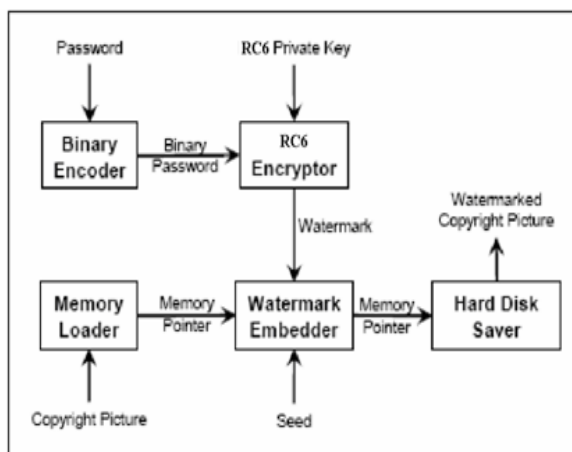 Password
RC6 Private Key
Binary
Encoder
Binary
Password
RC6
Encryptor
Watermark
Watermarked
Copyright Picture
Memory
Loader
Memory
Pointer
Watermark
Embedder
Memory
Pointer
Hard Disk
Saver
Copyright Picture
Seed